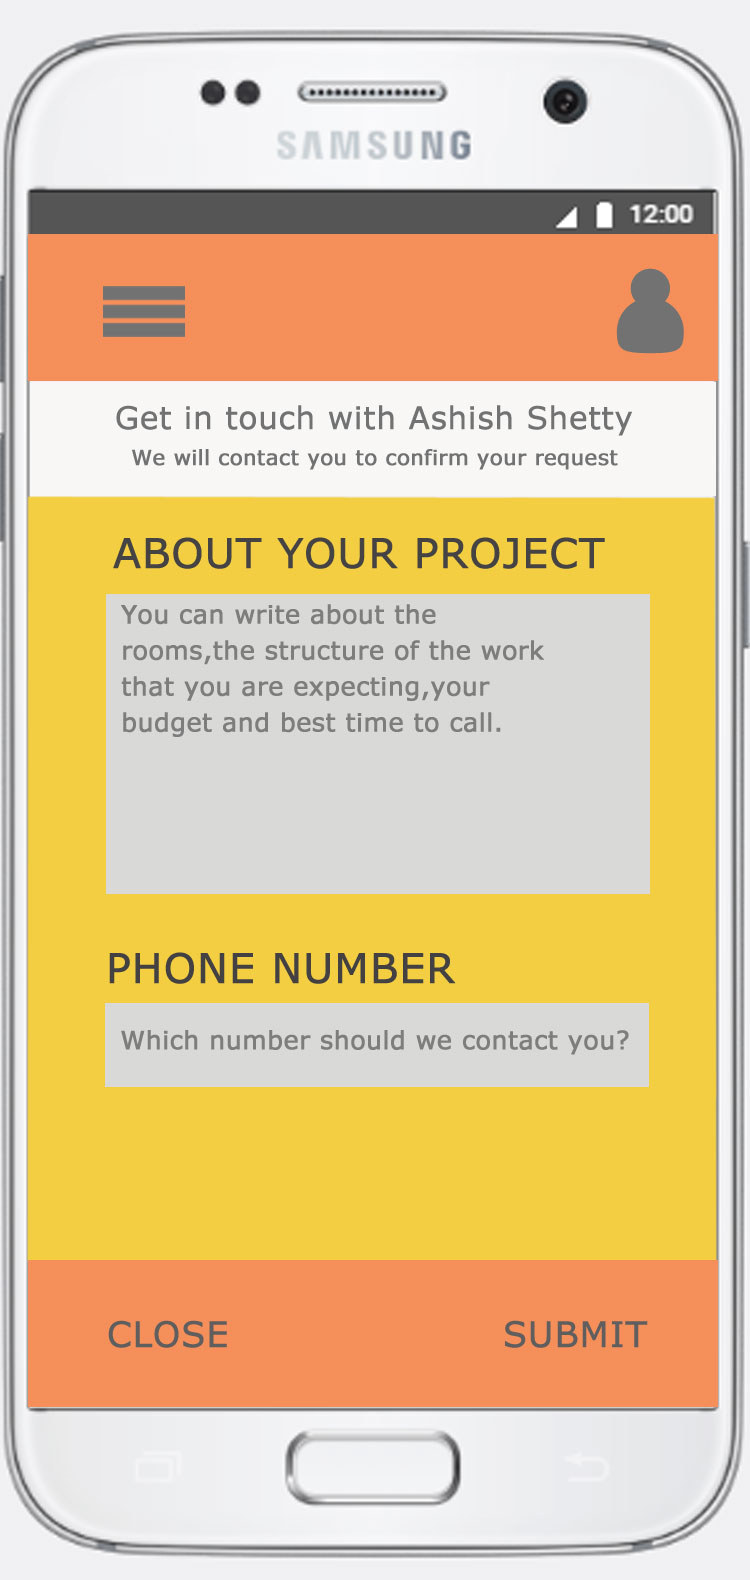 SAMSUNG
12:00
Get in touch with Ashish Shetty
We will contact you to confirm your request
ABOUT YOUR PROJECT
You can write about the
rooms,the structure of the work
that you are expecting,your
budget and best time to call.
PHONE NUMBER
Which number should we contact you?
CLOSE SUBMIT